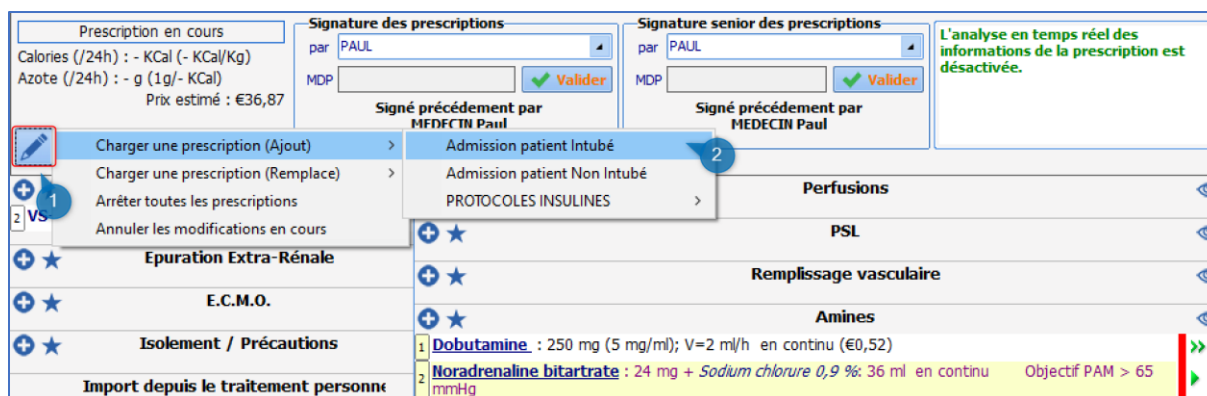 Prescription en cours
Calories (/24h) : - KCal (- KCal/Kg)
Azote (/24h) : - g (1g/- KCal)
Prix estimé : €36,87
Signature des prescriptions
par PAUL
MDP Valider
Signé précédement par
MEDECIN Paul
Signature senior des prescriptions
par PAUL
MDP Valider
Signé précédement par
MEDECIN Paul
L'analyse en temps réel des
informations de la prescription est
désactivée.
Charger une prescription (Ajout) >
Charger une prescription (Remplace) >
Arrêter toutes les prescriptions
Annuler les modifications en cours
1
Admission patient Intubé
Admission patient Non Intubé
PROTOCOLES INSULINES >
2
2 VS
Epuration Extra-Rénale
E.C.M.O.
Isolement / Précautions
Import depuis le traitement personne
Perfusions
PSL
Remplissage vasculaire
Amines
1 Dobutamine : 250 mg (5 mg/ml); V=2 ml/h en continu (€0,52)
2 Noradrenaline bitartrate : 24 mg + Sodium chlorure 0,9 %: 36 ml en continu Objectif PAM > 65
mmHg